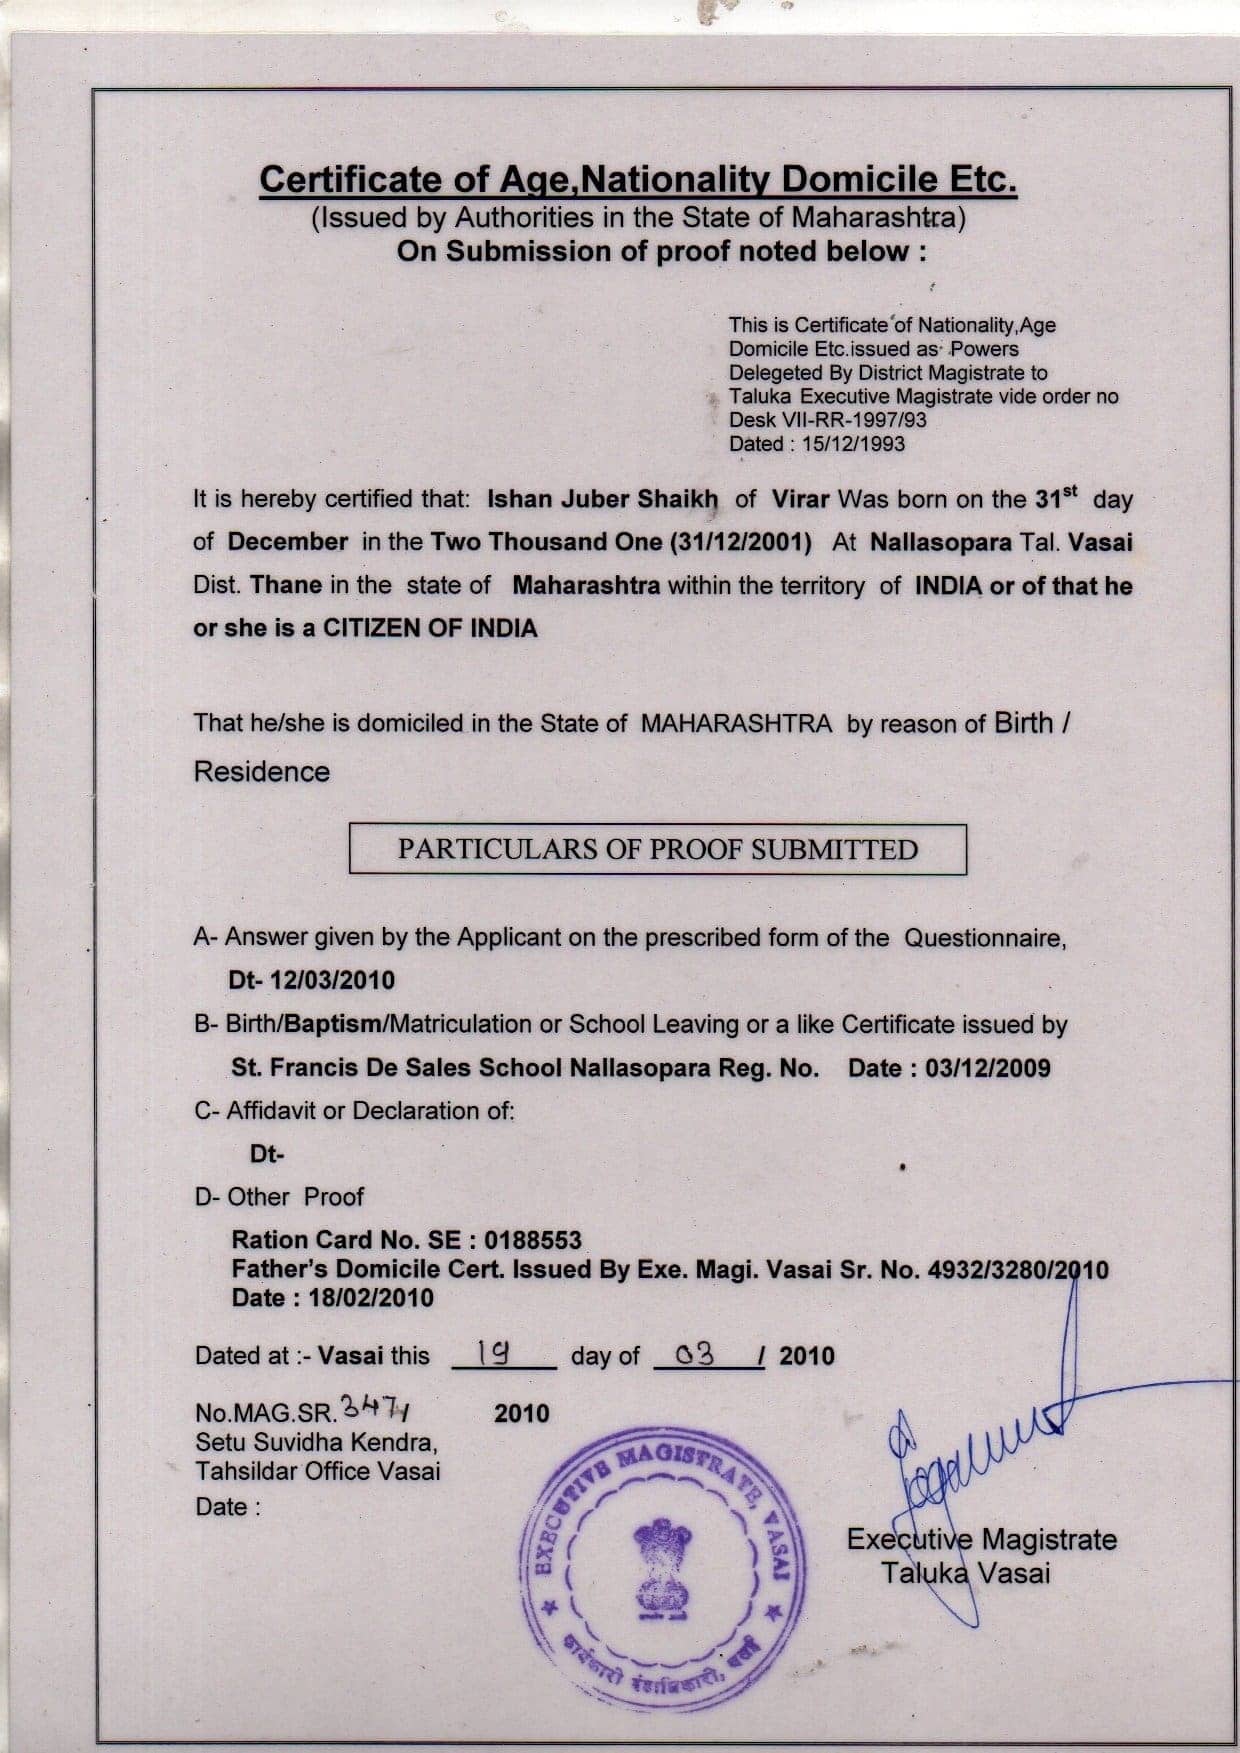 Certificate of Age,Nationality Domicile Etc.
(Issued by Authorities in the State of Maharashtra)
On Submission of proof noted below :
This is Certificate of Nationality,Age
Domicile Etc.issued as Powers
Delegeted By District Magistrate to
Taluka Executive Magistrate vide order no
Desk VII-RR-1997/93
Dated : 15/12/1993
It is hereby certified that: Ishan Juber Shaikh of Virar Was born on the 31st day
of December in the Two Thousand One (31/12/2001) At Nallasopara Tal. Vasai
Dist. Thane in the state of Maharashtra within the territory of INDIA or of that he
or she is a CITIZEN OF INDIA
That he/she is domiciled in the State of MAHARASHTRA by reason of Birth /
Residence
PARTICULARS OF PROOF SUBMITTED
A- Answer given by the Applicant on the prescribed form of the Questionnaire,
Dt- 12/03/2010
B- Birth/Baptism/Matriculation or School Leaving or a like Certificate issued by
St. Francis De Sales School Nallasopara Reg. No. Date : 03/12/2009
C- Affidavit or Declaration of:
Dt-
D- Other Proof
Ration Card No. SE : 0188553
Father's Domicile Cert. Issued By Exe. Magi. Vasai Sr. No. 4932/3280/2010
Date : 18/02/2010
Dated at :- Vasai this 19 day of 03 / 2010
No.MAG.SR.3471 2010
Setu Suvidha Kendra,
Tahsildar Office Vasai
Date :
EXECUTIVE MAGISTRATE, VASAI
कार्यकारी दंडाधिकारी, वसई
Executive Magistrate
Taluka Vasai